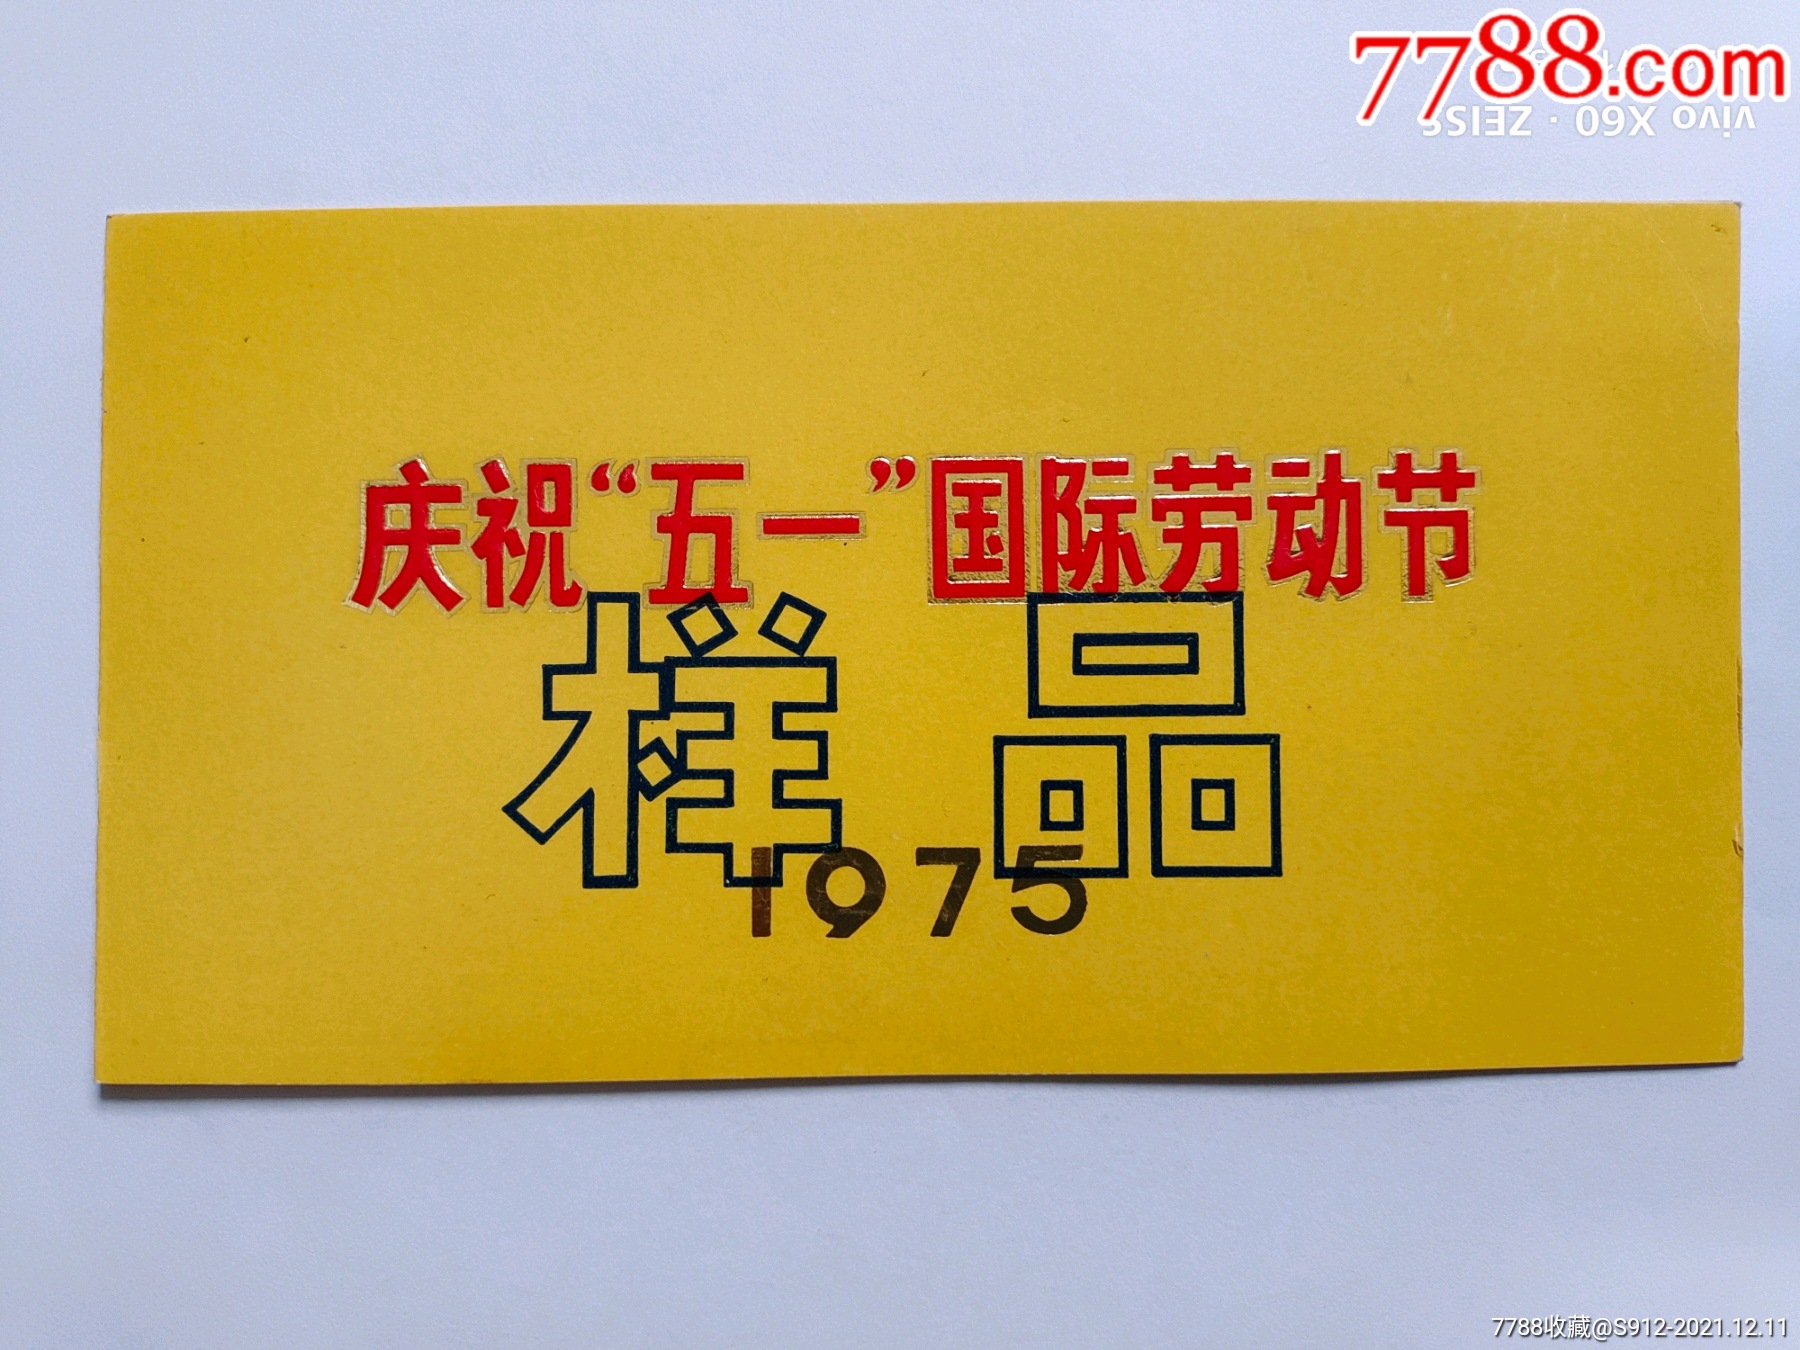 7788.com
vivo X60 · ZEISS
庆祝“五一”国际劳动节
样品
1975
7788收藏@S912-2021.12.11